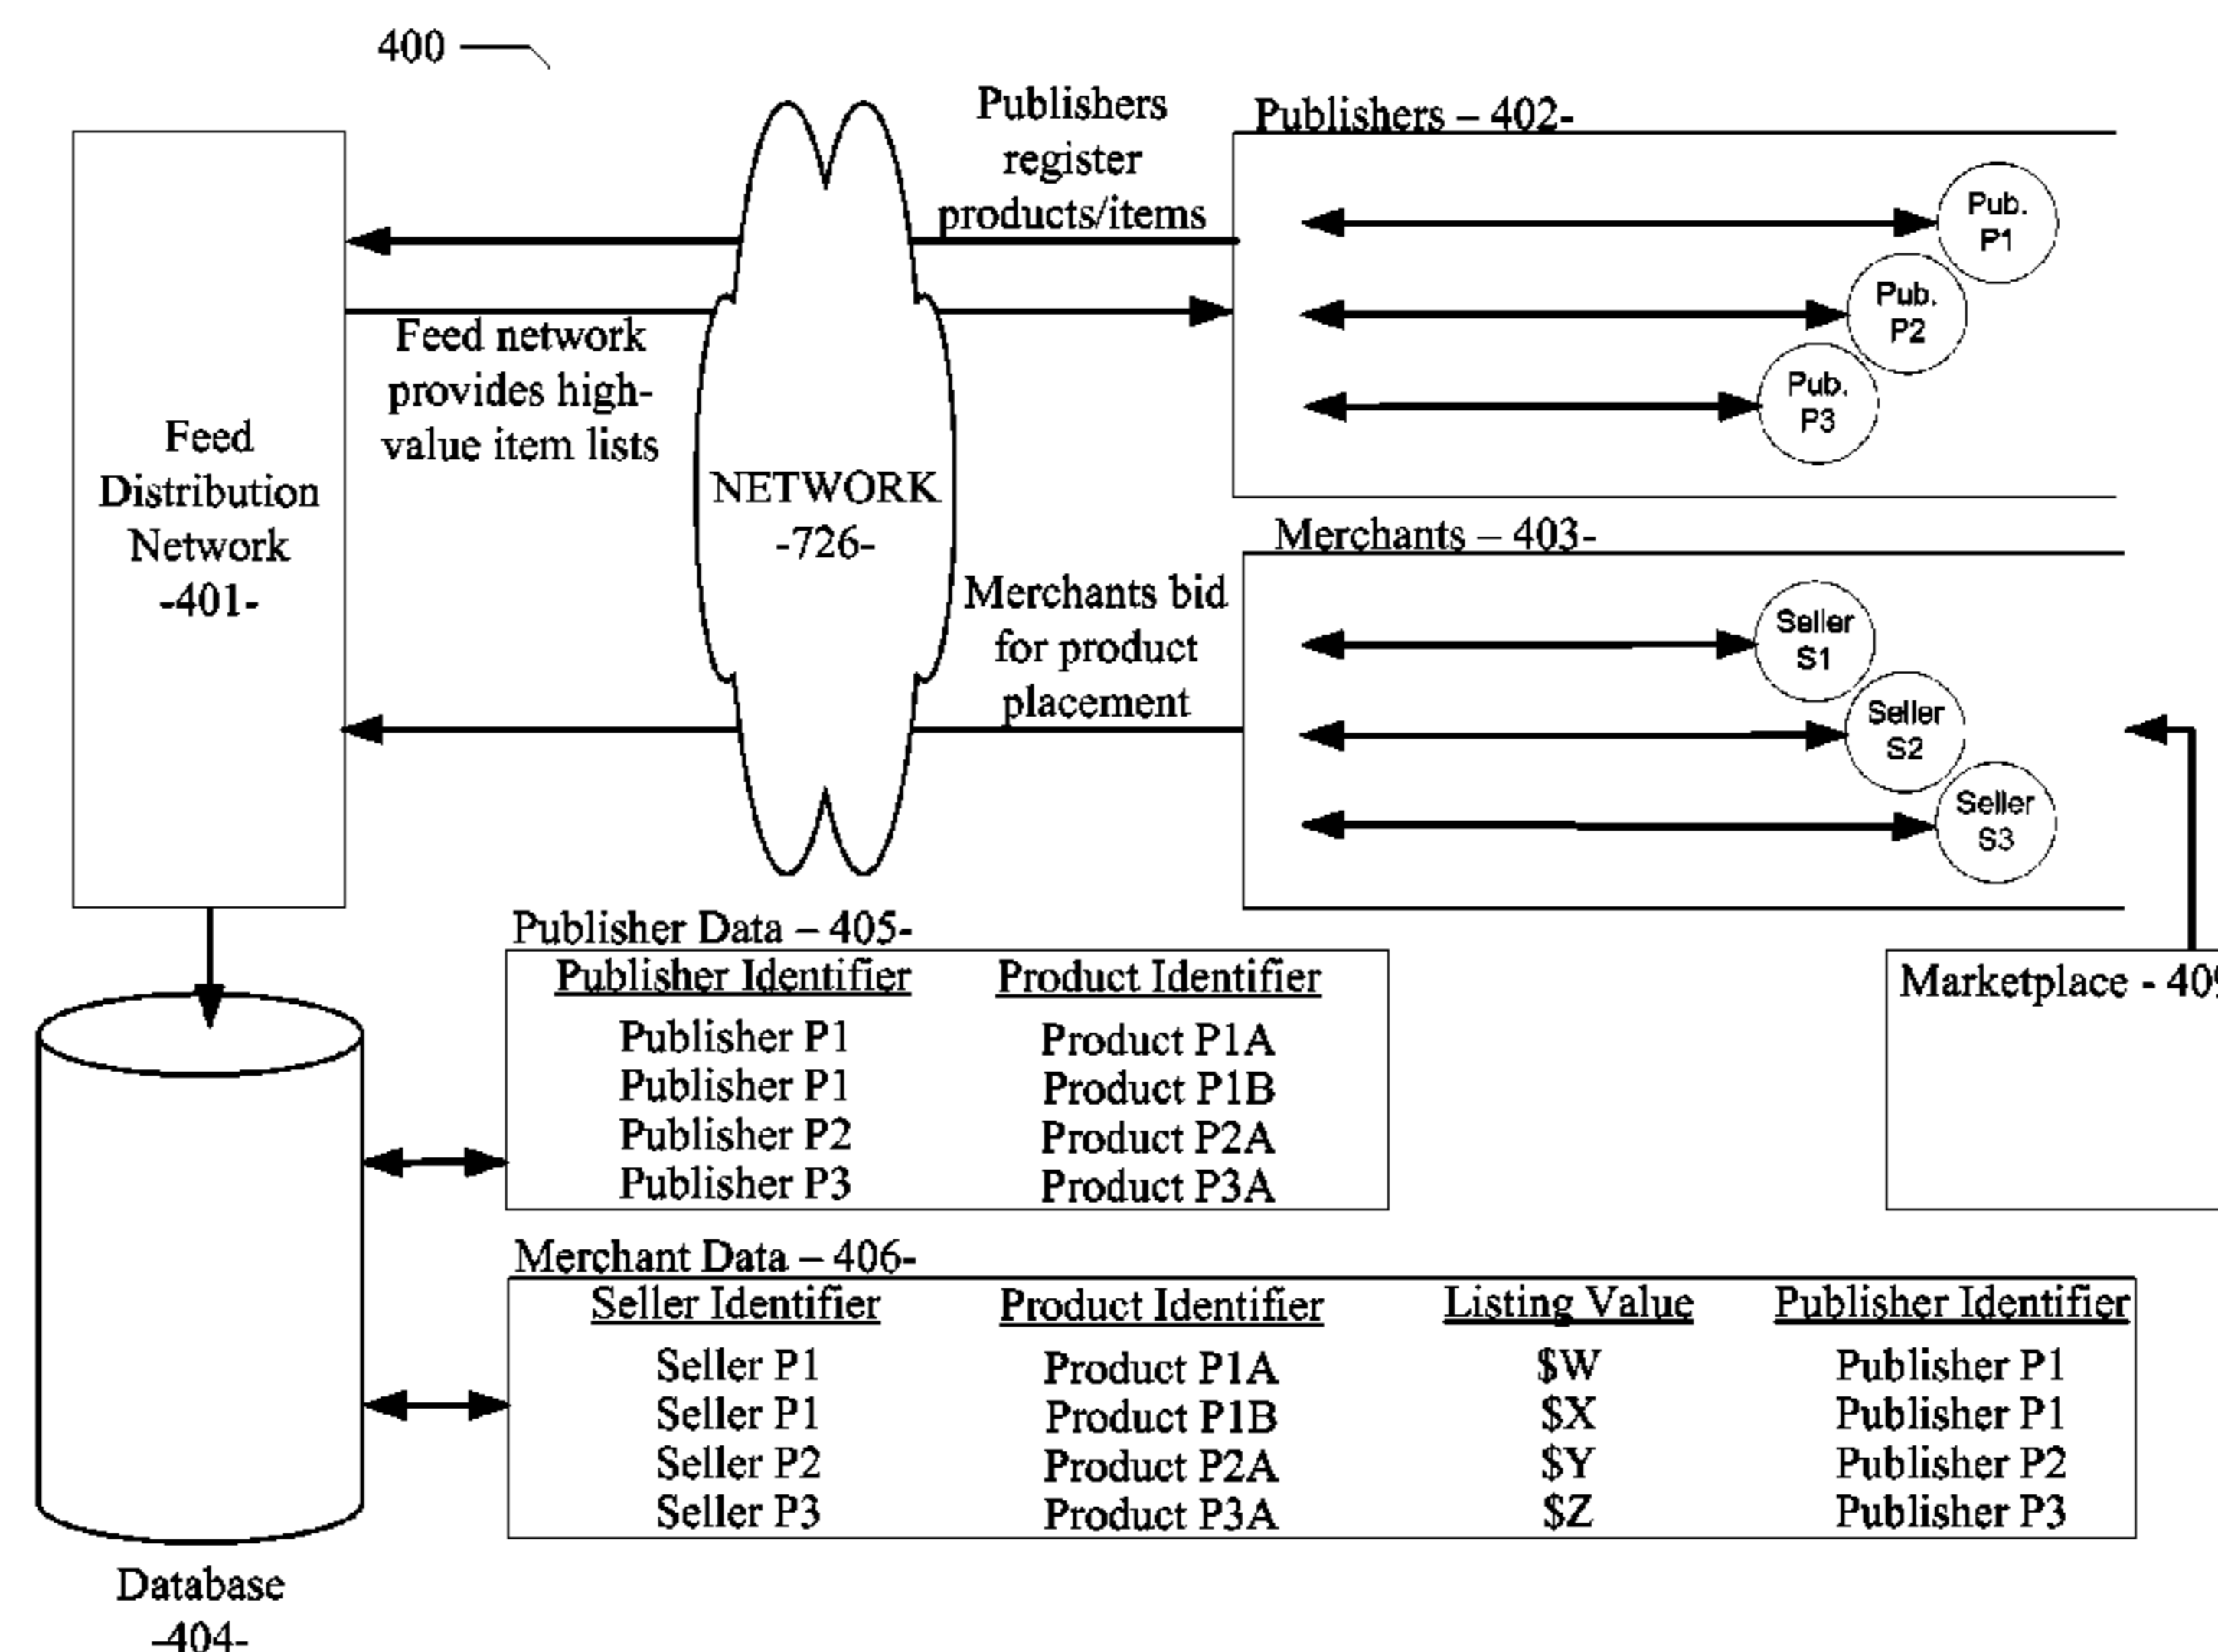 400
Publishers
register
products/items
Publishers – 402-
Pub.
P1
Pub.
P2
Pub.
P3
Feed network
provides high-
value item lists
Feed
Distribution
Network
-401-
NETWORK
-726-
Merchants – 403-
Merchants bid
for product
placement
Seller
S1
Seller
S2
Seller
S3
Publisher Data – 405-
Publisher Identifier Product Identifier
Publisher P1 Product P1A
Publisher P1 Product P1B
Publisher P2 Product P2A
Publisher P3 Product P3A
Marketplace - 409
Merchant Data – 406-
Seller Identifier Product Identifier Listing Value Publisher Identifier
Seller P1 Product P1A $W Publisher P1
Seller P1 Product P1B $X Publisher P1
Seller P2 Product P2A $Y Publisher P2
Seller P3 Product P3A $Z Publisher P3
Database
-404-